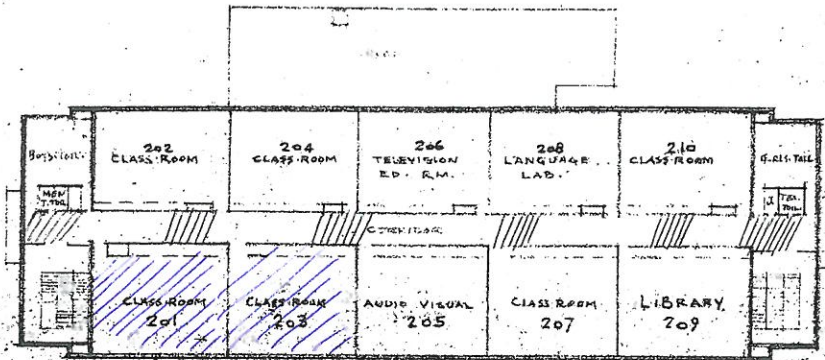 202
CLASS-ROOM
204
CLASS-ROOM
206
TELEVISION
ED. RM.
208
LANGUAGE
LAB.
210
CLASS-ROOM
MEN
CORRIDOR
CLASS-ROOM
201
CLASS-ROOM
203
AUDIO VISUAL
205
CLASS ROOM
207
LIBRARY
209